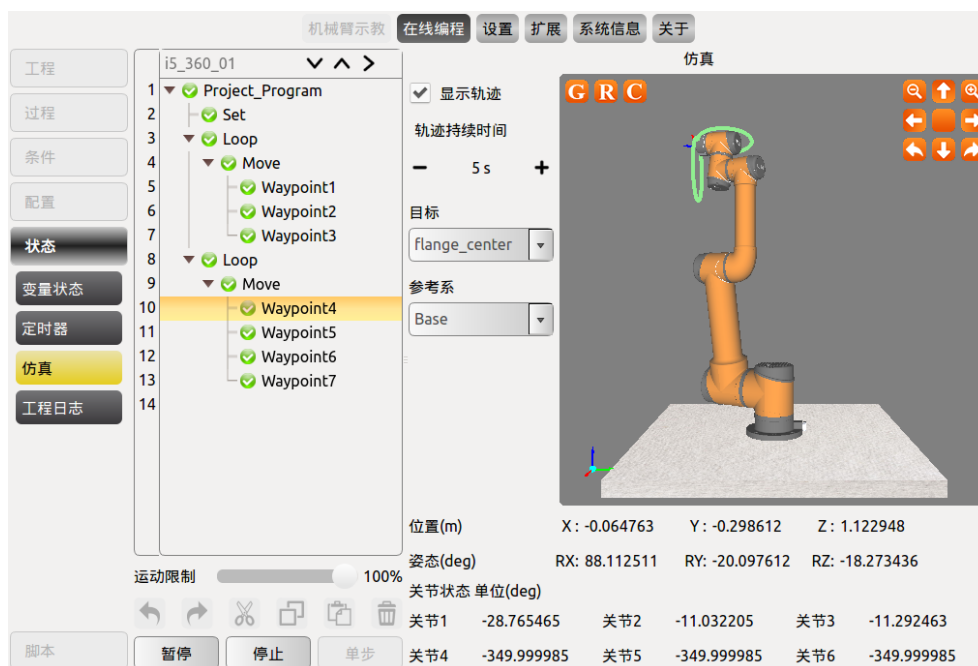 机械臂示教 在线编程 设置 扩展 系统信息 关于
工程
过程
条件
配置
状态
变量状态
定时器
仿真
工程日志
脚本
i5_360_01
1 Project_Program
2 Set
3 Loop
4 Move
5 Waypoint1
6 Waypoint2
7 Waypoint3
8 Loop
9 Move
10 Waypoint4
11 Waypoint5
12 Waypoint6
13 Waypoint7
14
运动限制 100%
暂停 停止 单步
仿真
显示轨迹
轨迹持续时间
− 5 s +
目标
flange_center
参考系
Base
G R C
位置(m) X : -0.064763 Y : -0.298612 Z : 1.122948
姿态(deg) RX: 88.112511 RY: -20.097612 RZ: -18.273436
关节状态 单位(deg)
关节1 -28.765465 关节2 -11.032205 关节3 -11.292463
关节4 -349.999985 关节5 -349.999985 关节6 -349.999985